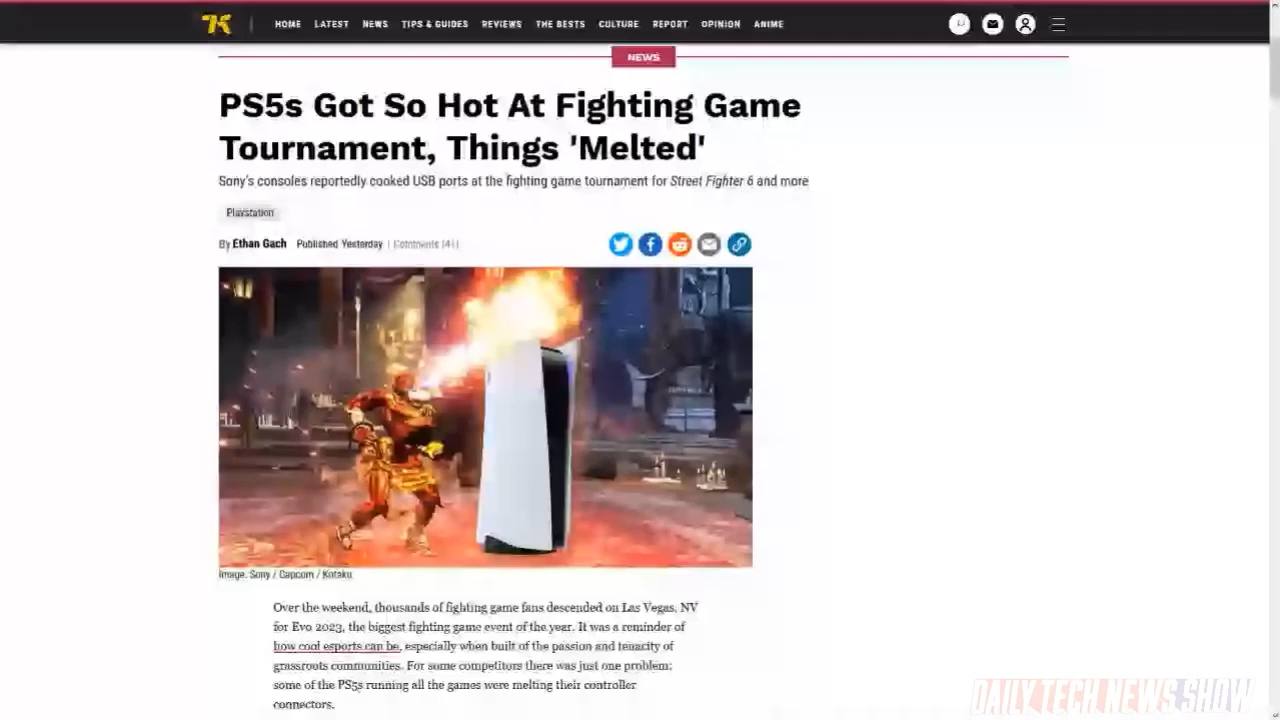 HOME LATEST NEWS TIPS & GUIDES REVIEWS THE BESTS CULTURE REPORT OPINION ANIME
NEWS
PS5s Got So Hot At Fighting Game
Tournament, Things 'Melted'
Sony's consoles reportedly cooked USB ports at the fighting game tournament for Street Fighter 6 and more
Playstation
By Ethan Gach Published Yesterday | Comments (41)
Image: Sony / Capcom / Kotaku
Over the weekend, thousands of fighting game fans descended on Las Vegas, NV
for Evo 2023, the biggest fighting game event of the year. It was a reminder of
how cool esports can be, especially when built of the passion and tenacity of
grassroots communities. For some competitors there was just one problem:
some of the PS5s running all the games were melting their controller
connectors.
DAILY TECH NEWS SHOW